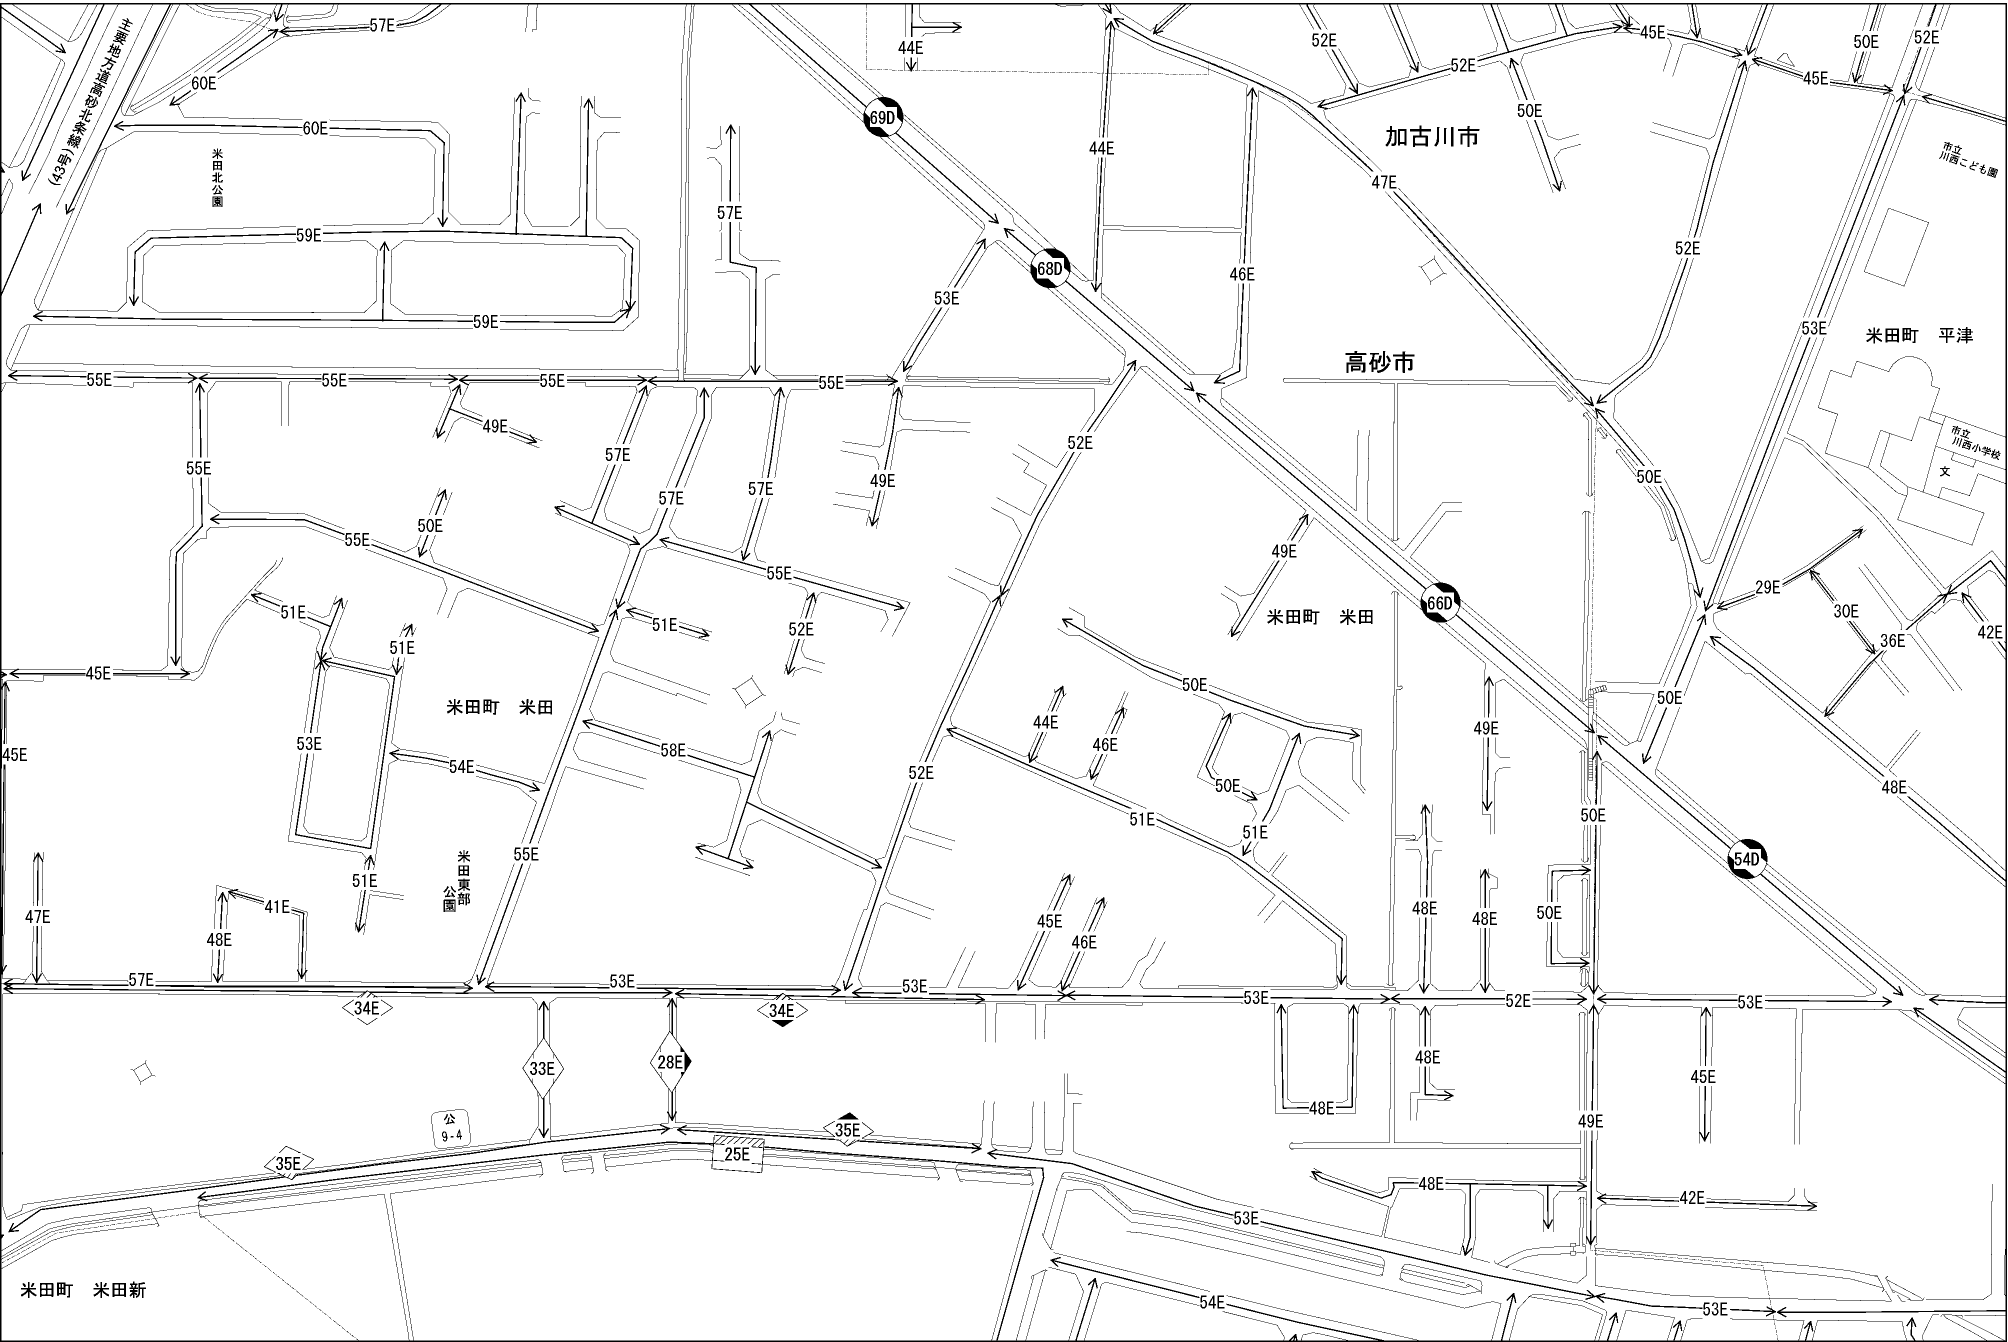 主要地方道高砂北条線
(43号)
57E
44E
52E
45E
50E
52E
52E
45E
60E
69D
50E
加古川市
60E
44E
市立
川西こども園
米田北公園
47E
57E
59E
52E
68D
46E
53E
59E
53E
米田町 平津
高砂市
55E
55E
55E
55E
49E
52E
市立
川西小学校
文
57E
55E
49E
50E
57E
57E
50E
55E
49E
55E
29E
51E
66D
30E
米田町 米田
51E
52E
42E
36E
51E
45E
50E
50E
米田町 米田
44E
49E
53E
46E
58E
45E
54E
52E
50E
48E
50E
51E
51E
55E
54D
米田東部
公園
51E
41E
47E
45E
48E
48E
50E
48E
46E
57E
53E
53E
53E
52E
53E
34E
34E
33E
28E
48E
45E
48E
公
9-4
49E
35E
25E
35E
48E
42E
53E
米田町 米田新
54E
53E